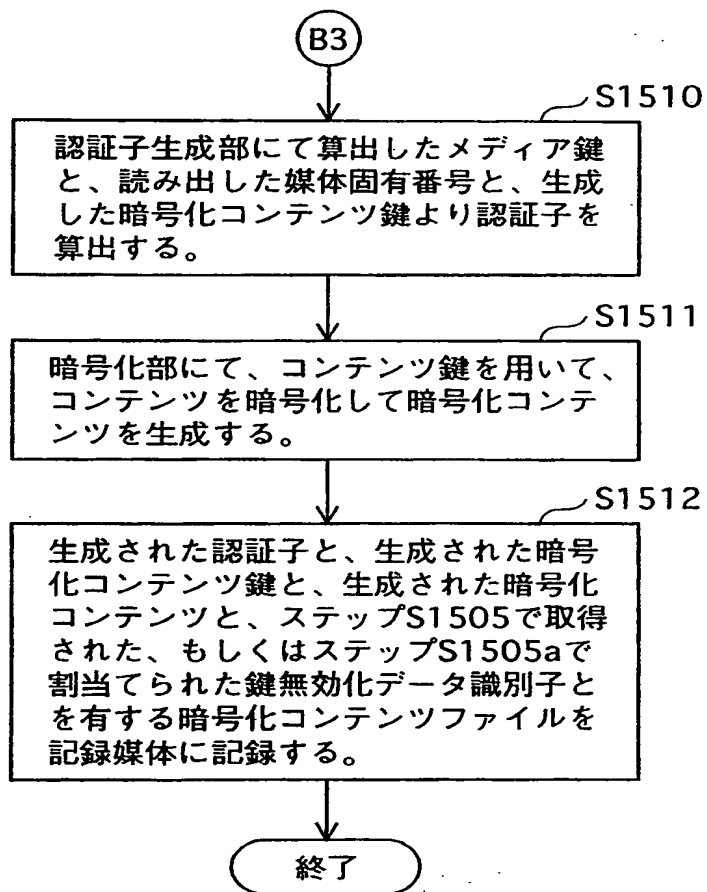 B3
S1510
認証子生成部にて算出したメディア鍵
と、読み出した媒体固有番号と、生成
した暗号化コンテンツ鍵より認証子を
算出する。
S1511
暗号化部にて、コンテンツ鍵を用いて、
コンテンツを暗号化して暗号化コンテ
ンツを生成する。
S1512
生成された認証子と、生成された暗号
化コンテンツ鍵と、生成された暗号化
コンテンツと、ステップS1505で取得
された、もしくはステップS1505aで
割当てられた鍵無効化データ識別子と
を有する暗号化コンテンツファイルを
記録媒体に記録する。
終了